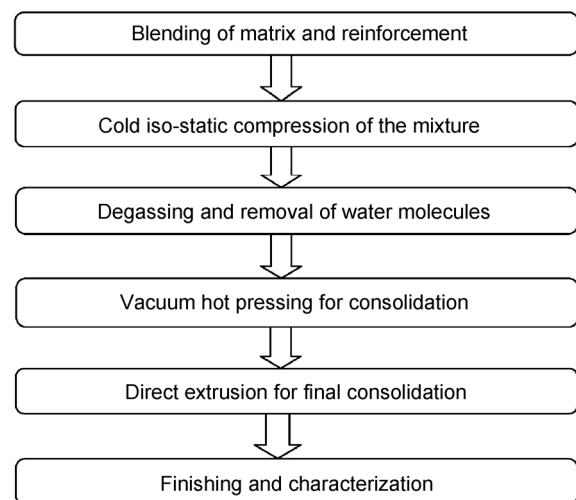 Blending of matrix and reinforcement
Cold iso-static compression of the mixture
Degassing and removal of water molecules
Vacuum hot pressing for consolidation
Direct extrusion for final consolidation
Finishing and characterization